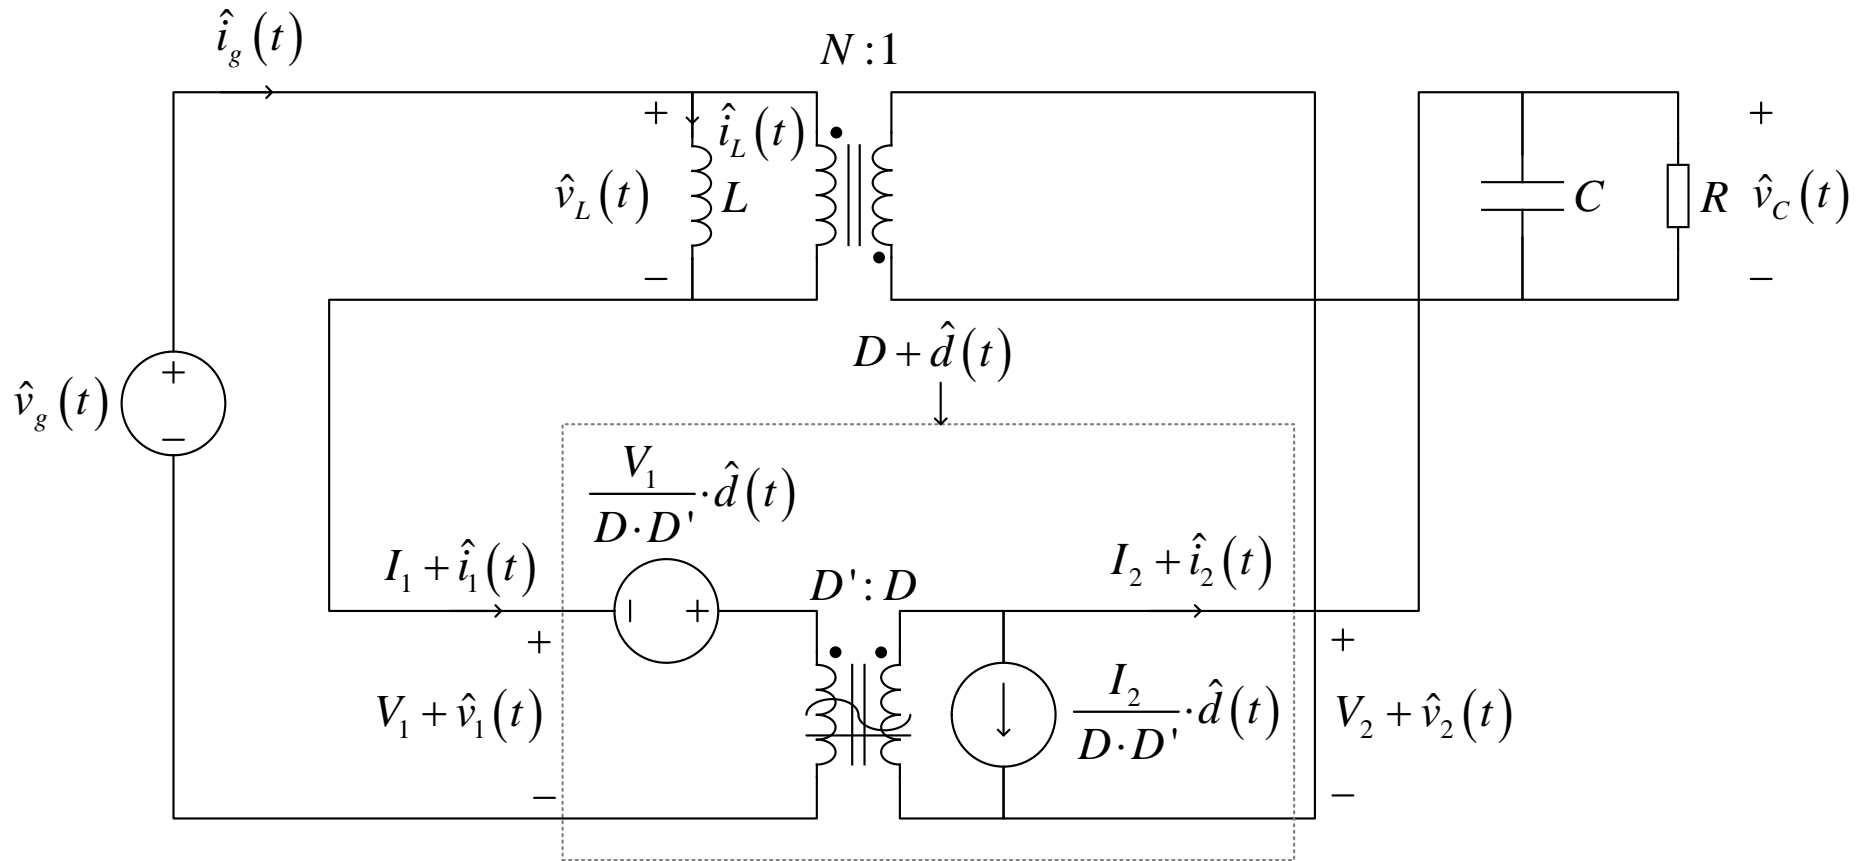 î_g(t)
N:1
+
î_L(t)
v̂_L(t)
L
−
+
C
R
v̂_C(t)
−
D + d̂(t)
v̂_g(t)
+
−
V_1 / D·D' · d̂(t)
I_1 + î_1(t)
− +
D':D
I_2 + î_2(t)
+
V_1 + v̂_1(t)
−
I_2 / D·D' · d̂(t)
+
V_2 + v̂_2(t)
−